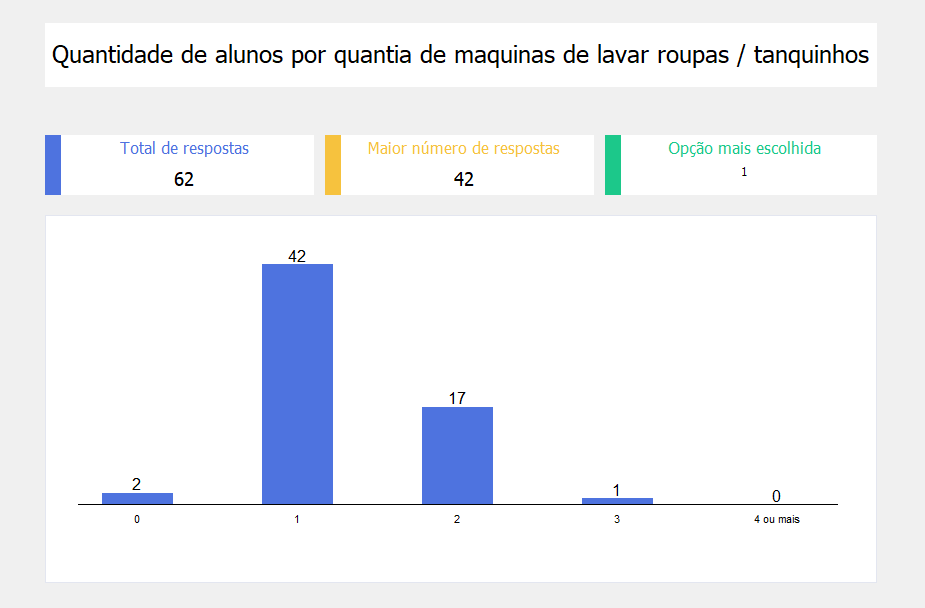 Quantidade de alunos por quantia de maquinas de lavar roupas / tanquinhos
Total de respostas
62
Maior número de respostas
42
Opção mais escolhida
1
42
17
2
1
0
0
1
2
3
4 ou mais